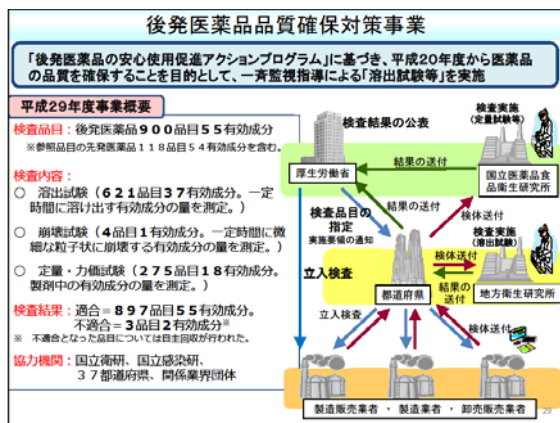 後発医薬品品質確保対策事業
「後発医薬品の安心使用促進アクションプログラム」に基づき、平成20年度から医薬品
の品質を確保することを目的として、一斉監視指導による「溶出試験等」を実施
平成29年度事業概要
検査品目：後発医薬品９００品目５５有効成分
※参照品目の先発医薬品１１８品目５４有効成分を含む。
検査内容：
○ 溶出試験（６２１品目３７有効成分。一定
時間に溶け出す有効成分の量を測定。）
○ 崩壊試験（４品目１有効成分。一定時間に微
細な粒子状に崩壊する有効成分の量を測定。）
○ 定量・力価試験（２７５品目１８有効成分。
製剤中の有効成分の量を測定。）
検査結果：適合＝８９７品目５５有効成分。
不適合＝３品目２有効成分※
※ 不適合となった品目については自主回収が行われた。
協力機関：国立衛研、国立感染研、
３７都道府県、関係業界団体
検査結果の公表
検査実施
(定量試験等)
厚生労働省
結果の送付
国立医薬品食
品衛生研究所
結果の送付
検査品目の
指定
実施要領の通知
検体送付
検査実施
(溶出試験)
立入検査
検体送付
結果の
送付
都道府県
地方衛生研究所
立入検査
検体送付
製造販売業者 ・ 製造業者 ・ 卸売販売業者
29